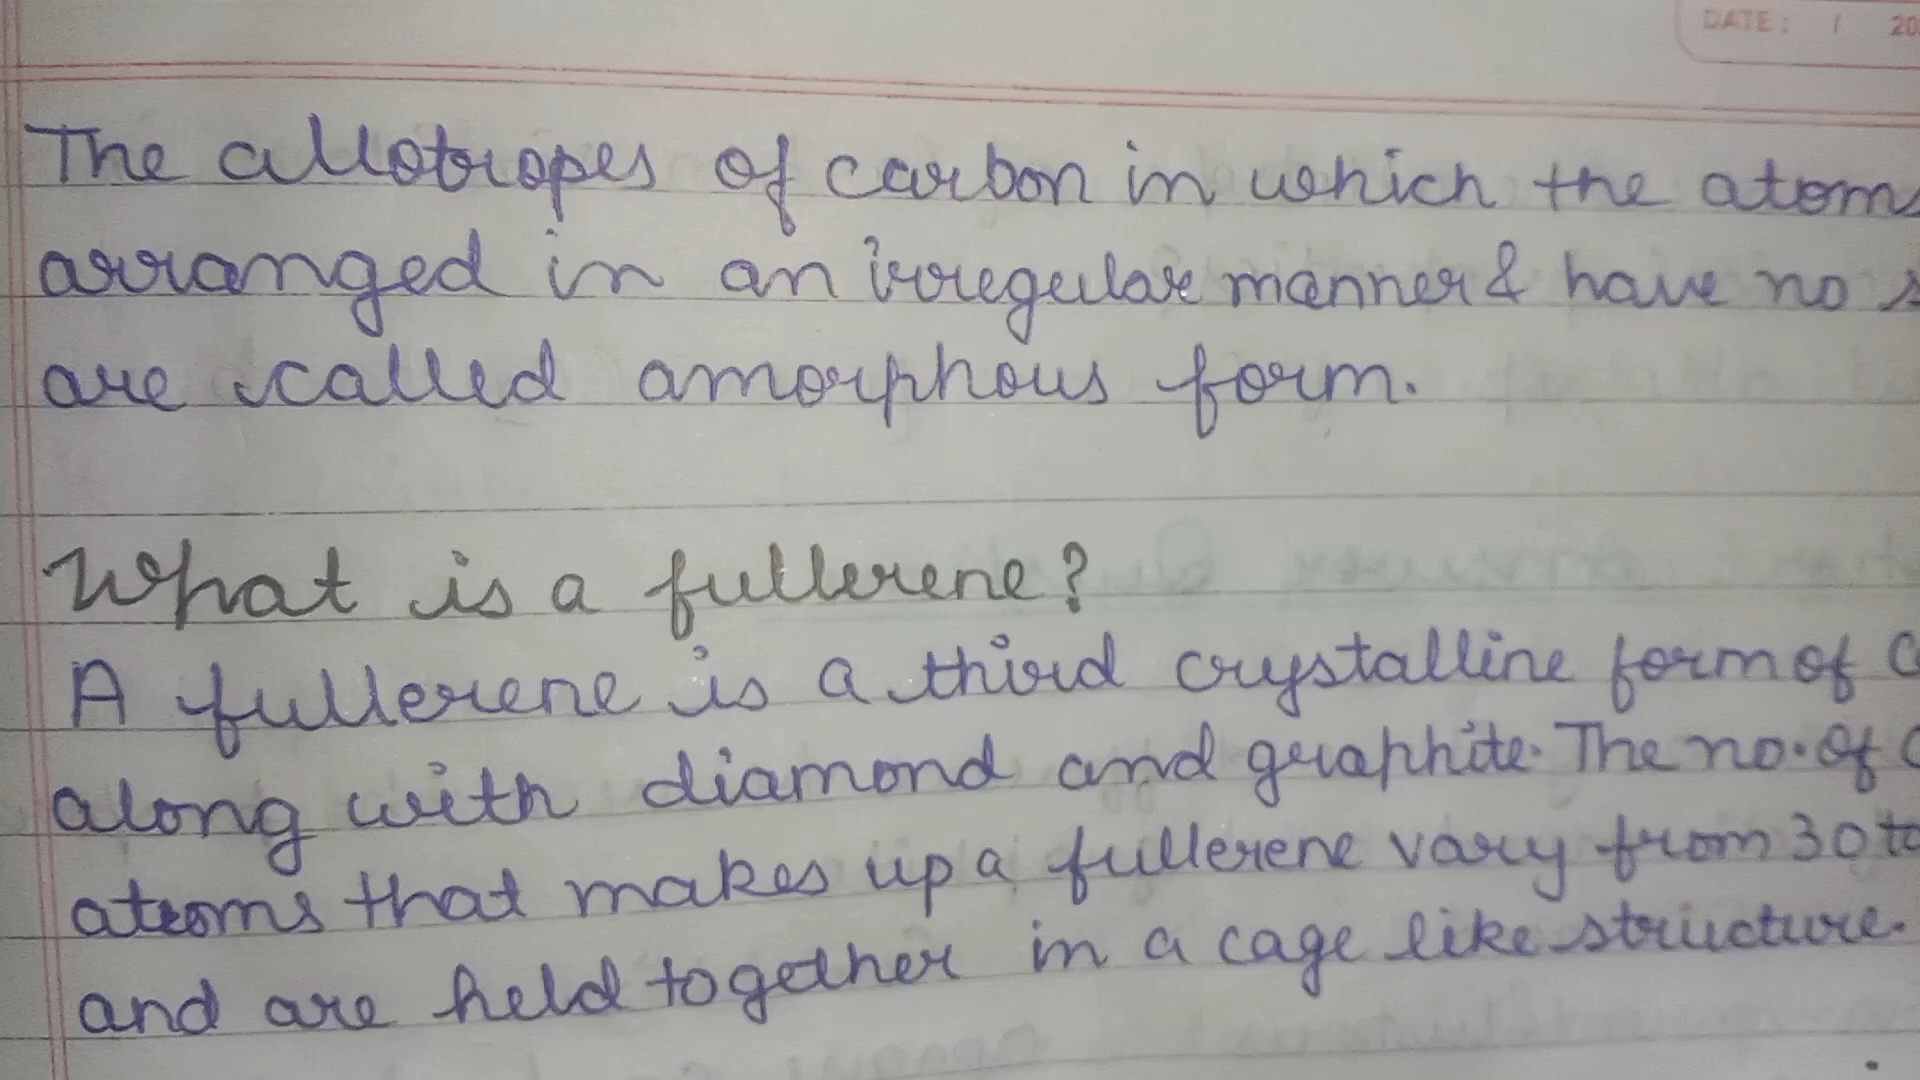 DATE: / 20
The allotropes of carbon in which the atoms
arranged in an irregular manner & have no
are called amorphous form.
What is a fullerene?
A fullerene is a third crystalline form of
along with diamond and graphite. The no. of
atoms that makes up a fullerene vary from 30 to
and are held together in a cage like structure.